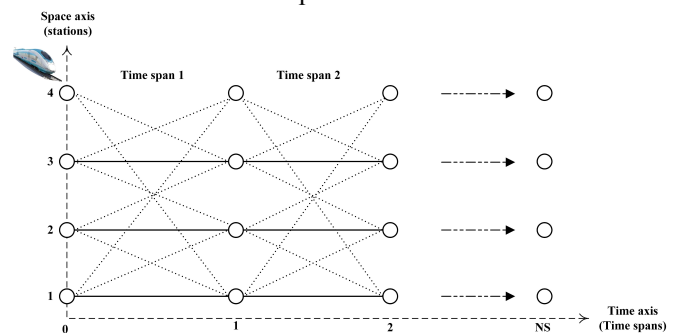 Space axis
(stations)
Time span 1
Time span 2
4
3
2
1
0
1
2
NS
Time axis
(Time spans)